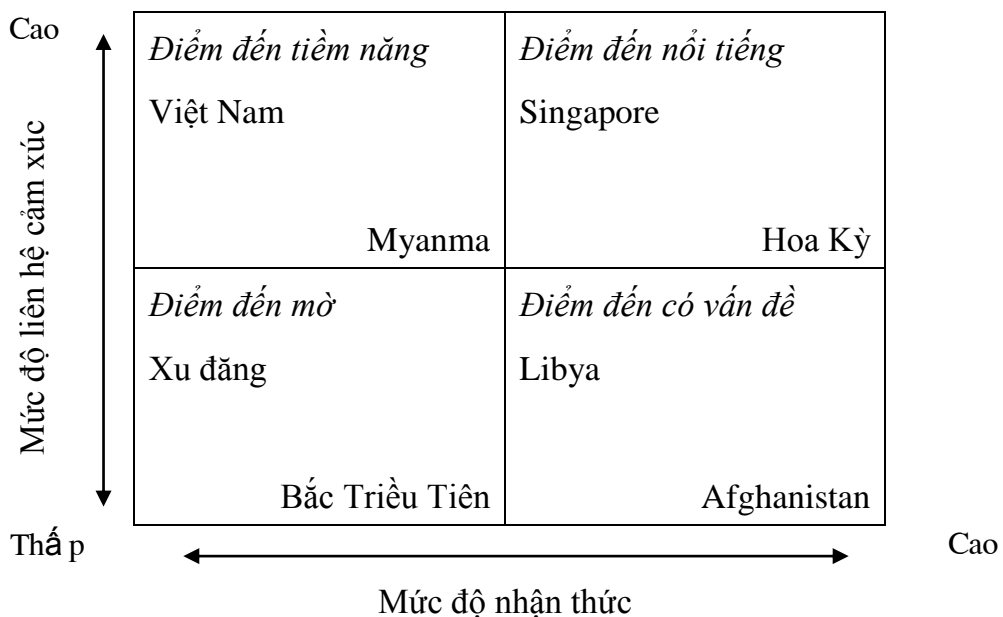 Cao
Điểm đến tiềm năng
Điểm đến nổi tiếng
Việt Nam
Singapore
Myanma
Hoa Kỳ
Mức độ liên hệ cảm xúc
Điểm đến mờ
Điểm đến có vấn đề
Xu đăng
Libya
Bắc Triều Tiên
Afghanistan
Thấp
Cao
Mức độ nhận thức